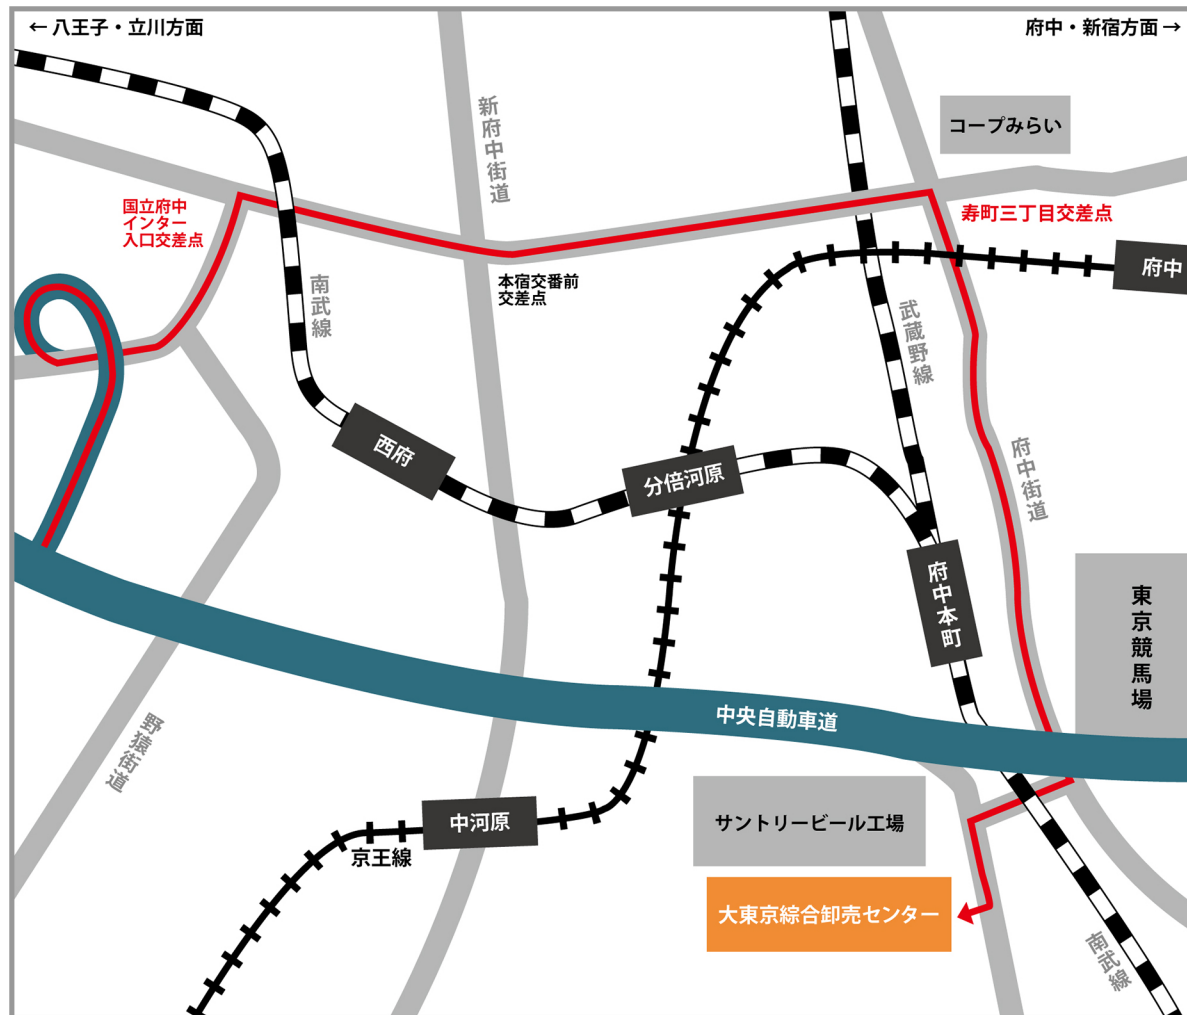 ← 八王子・立川方面
府中・新宿方面 →
新府中街道
コープみらい
国立府中
インター
入口交差点
寿町三丁目交差点
府中
本宿交番前
交差点
南武線
武蔵野線
西府
分倍河原
府中街道
府中本町
東京競馬場
中央自動車道
野猿街道
サントリービール工場
中河原
京王線
大東京綜合卸売センター
南武線